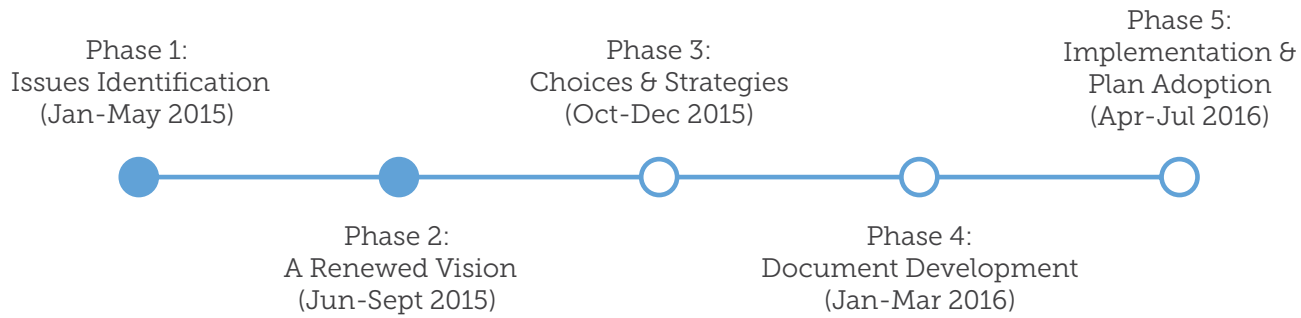 Phase 1:
Issues Identification
(Jan-May 2015)
Phase 2:
A Renewed Vision
(Jun-Sept 2015)
Phase 3:
Choices & Strategies
(Oct-Dec 2015)
Phase 4:
Document Development
(Jan-Mar 2016)
Phase 5:
Implementation &
Plan Adoption
(Apr-Jul 2016)